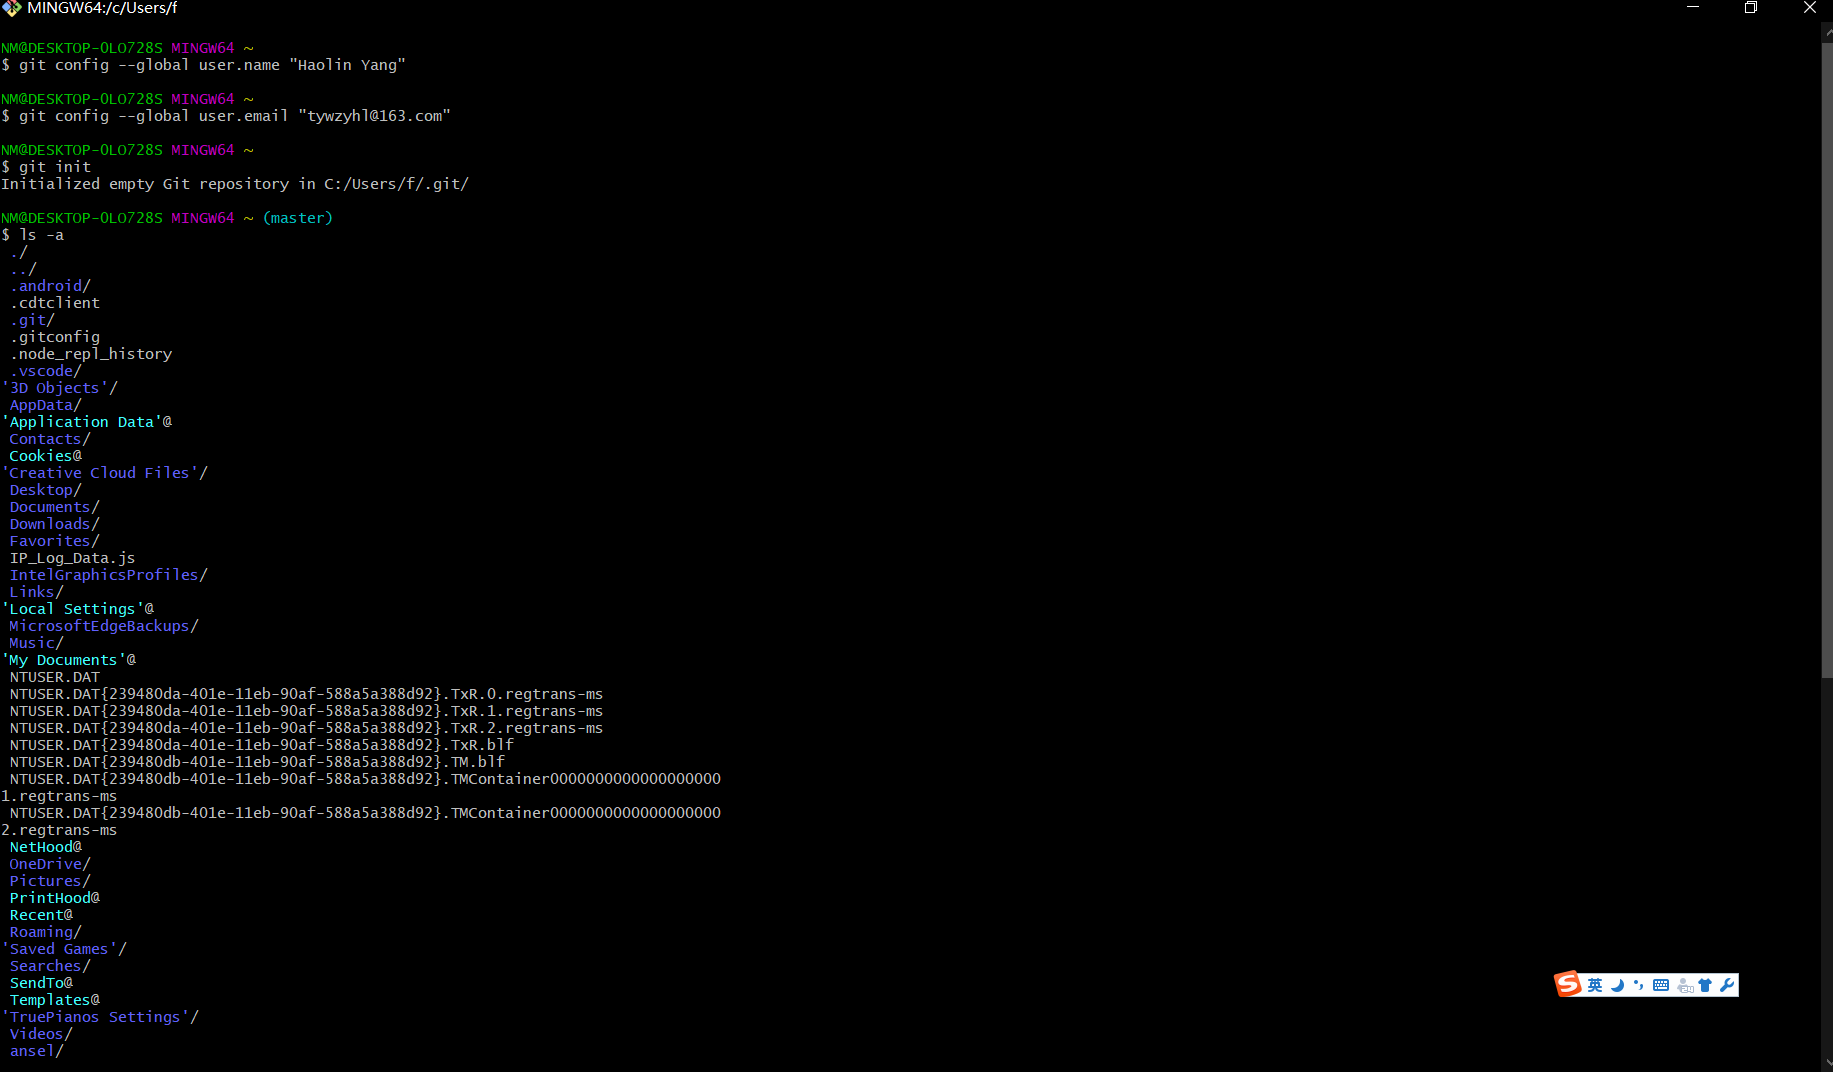 MINGW64:/c/Users/f
NM@DESKTOP-OLO728S MINGW64 ~
$ git config --global user.name "Haolin Yang"
NM@DESKTOP-OLO728S MINGW64 ~
$ git config --global user.email "tywzyhl@163.com"
NM@DESKTOP-OLO728S MINGW64 ~
$ git init
Initialized empty Git repository in C:/Users/f/.git/
NM@DESKTOP-OLO728S MINGW64 ~ (master)
$ ls -a
./
../
.android/
.cdtclient
.git/
.gitconfig
.node_repl_history
.vscode/
'3D Objects'/
AppData/
'Application Data'@
Contacts/
Cookies@
'Creative Cloud Files'/
Desktop/
Documents/
Downloads/
Favorites/
IP_Log_Data.js
IntelGraphicsProfiles/
Links/
'Local Settings'@
MicrosoftEdgeBackups/
Music/
'My Documents'@
NTUSER.DAT
NTUSER.DAT{239480da-401e-11eb-90af-588a5a388d92}.TxR.0.regtrans-ms
NTUSER.DAT{239480da-401e-11eb-90af-588a5a388d92}.TxR.1.regtrans-ms
NTUSER.DAT{239480da-401e-11eb-90af-588a5a388d92}.TxR.2.regtrans-ms
NTUSER.DAT{239480da-401e-11eb-90af-588a5a388d92}.TxR.blf
NTUSER.DAT{239480db-401e-11eb-90af-588a5a388d92}.TM.blf
NTUSER.DAT{239480db-401e-11eb-90af-588a5a388d92}.TMContainer0000000000000000000
1.regtrans-ms
NTUSER.DAT{239480db-401e-11eb-90af-588a5a388d92}.TMContainer0000000000000000000
2.regtrans-ms
NetHood@
OneDrive/
Pictures/
PrintHood@
Recent@
Roaming/
'Saved Games'/
Searches/
SendTo@
Templates@
'TruePianos Settings'/
Videos/
ansel/
S 英